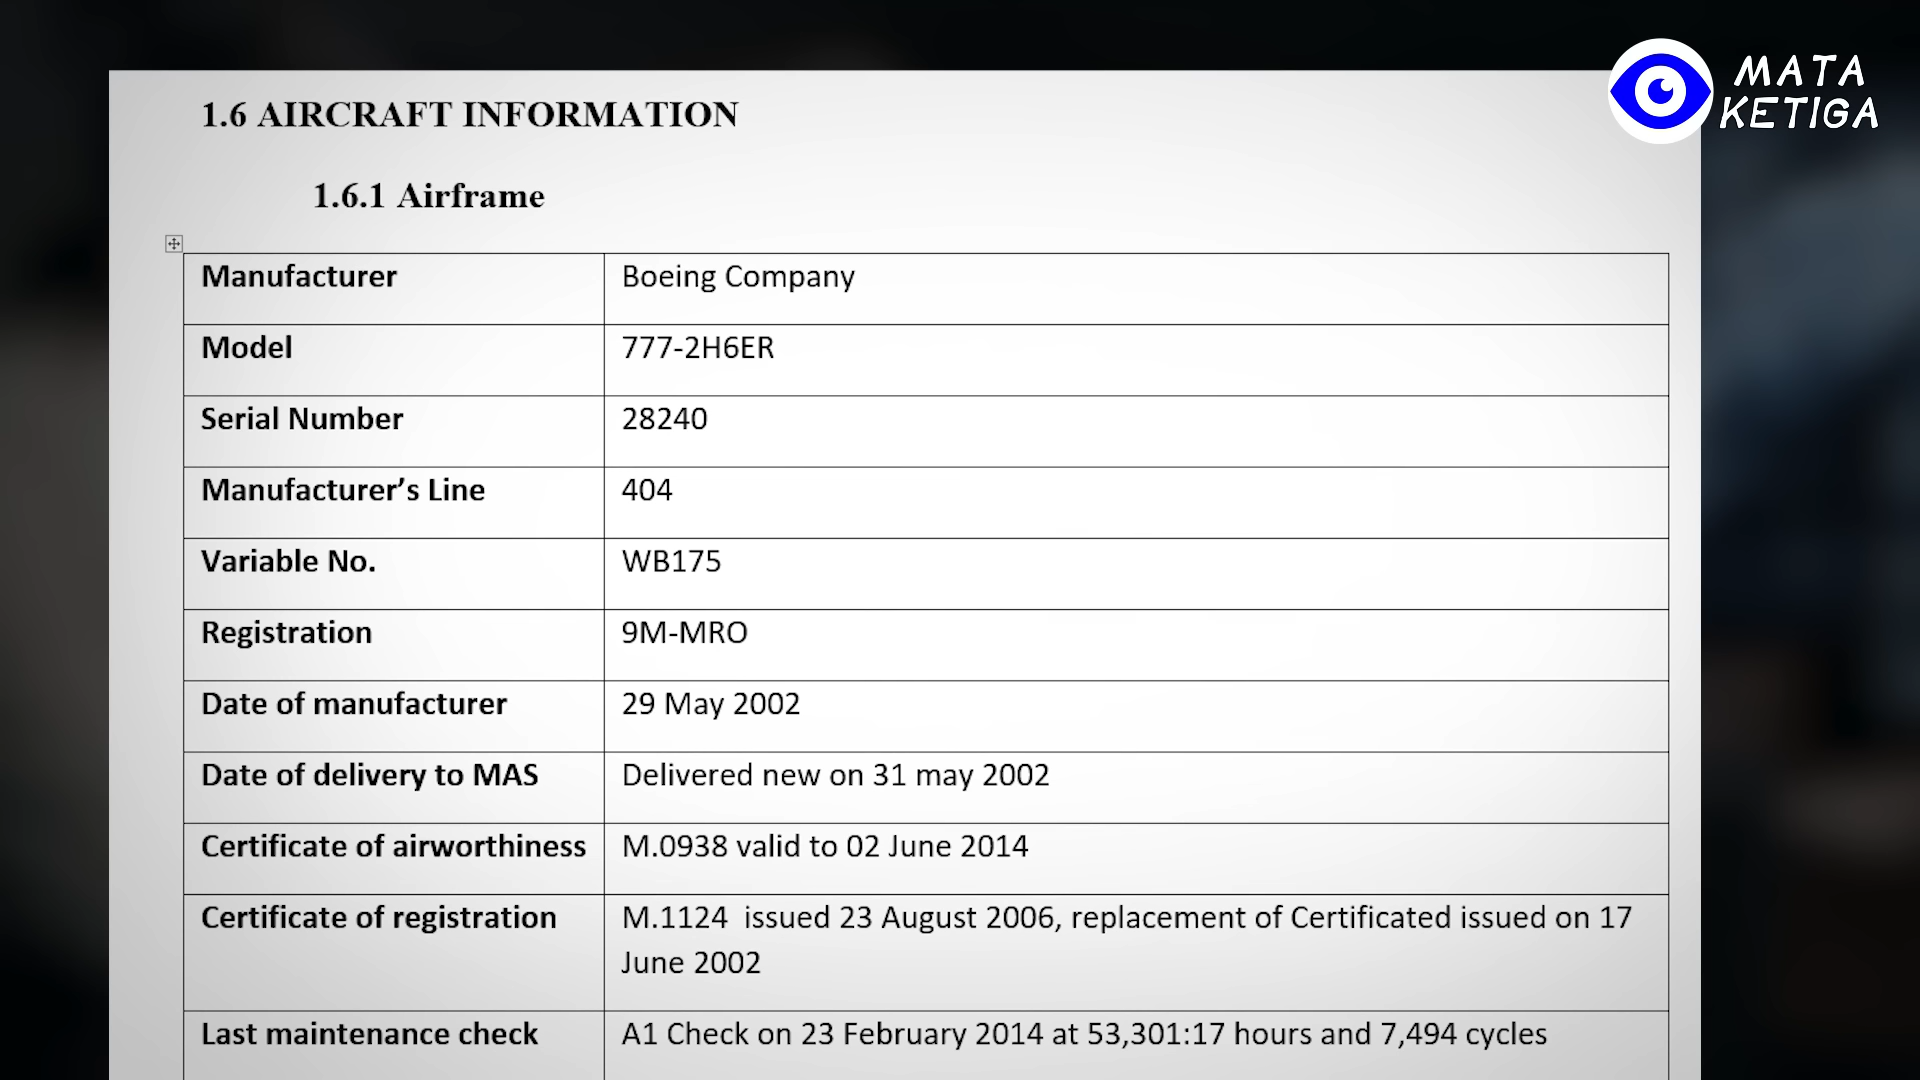 MATA
KETIGA
1.6 AIRCRAFT INFORMATION
1.6.1 Airframe
Manufacturer Boeing Company
Model 777-2H6ER
Serial Number 28240
Manufacturer’s Line 404
Variable No. WB175
Registration 9M-MRO
Date of manufacturer 29 May 2002
Date of delivery to MAS Delivered new on 31 may 2002
Certificate of airworthiness M.0938 valid to 02 June 2014
Certificate of registration M.1124 issued 23 August 2006, replacement of Certificated issued on 17
June 2002
Last maintenance check A1 Check on 23 February 2014 at 53,301:17 hours and 7,494 cycles